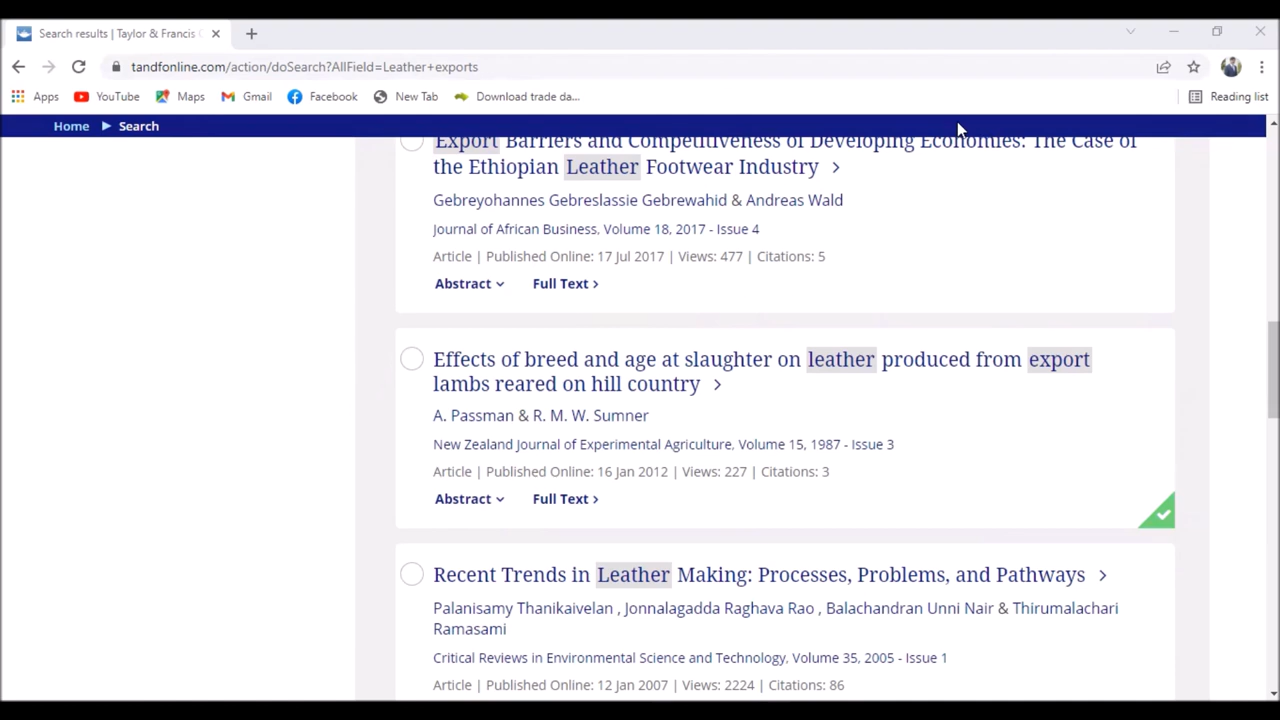 Search results | Taylor & Francis
tandfonline.com/action/doSearch?AllField=Leather+exports
Apps YouTube Maps Gmail Facebook New Tab Download trade da... Reading list
Home Search
Export Barriers and Competitiveness of Developing Economies: The Case of
the Ethiopian Leather Footwear Industry
Gebreyohannes Gebreslassie Gebrewahid & Andreas Wald
Journal of African Business, Volume 18, 2017 - Issue 4
Article | Published Online: 17 Jul 2017 | Views: 477 | Citations: 5
Abstract Full Text
Effects of breed and age at slaughter on leather produced from export
lambs reared on hill country
A. Passman & R. M. W. Sumner
New Zealand Journal of Experimental Agriculture, Volume 15, 1987 - Issue 3
Article | Published Online: 16 Jan 2012 | Views: 227 | Citations: 3
Abstract Full Text
Recent Trends in Leather Making: Processes, Problems, and Pathways
Palanisamy Thanikaivelan , Jonnalagadda Raghava Rao , Balachandran Unni Nair & Thirumalachari
Ramasami
Critical Reviews in Environmental Science and Technology, Volume 35, 2005 - Issue 1
Article | Published Online: 12 Jan 2007 | Views: 2224 | Citations: 86